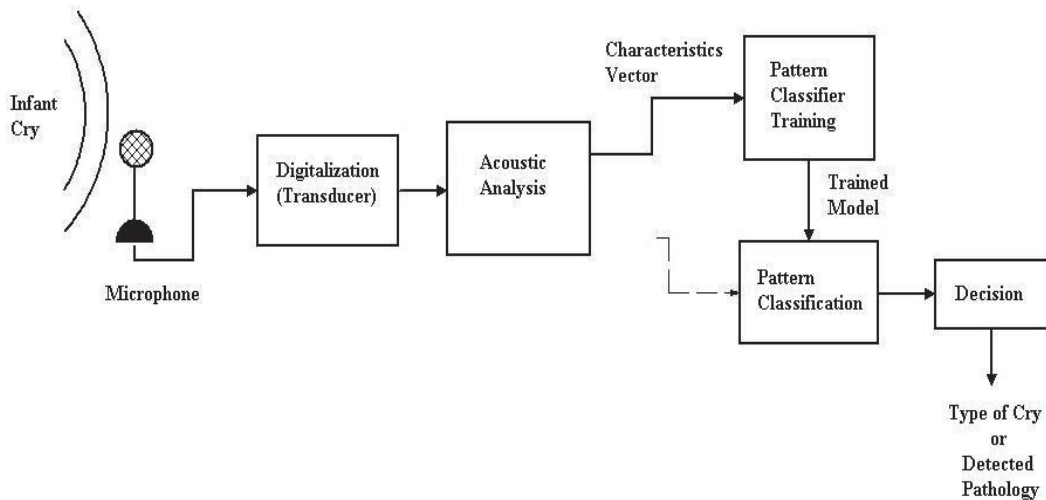 Infant
Cry
Microphone
Digitalization
(Transducer)
Acoustic
Analysis
Characteristics
Vector
Pattern
Classifier
Training
Trained
Model
Pattern
Classification
Decision
Type of Cry
or
Detected
Pathology